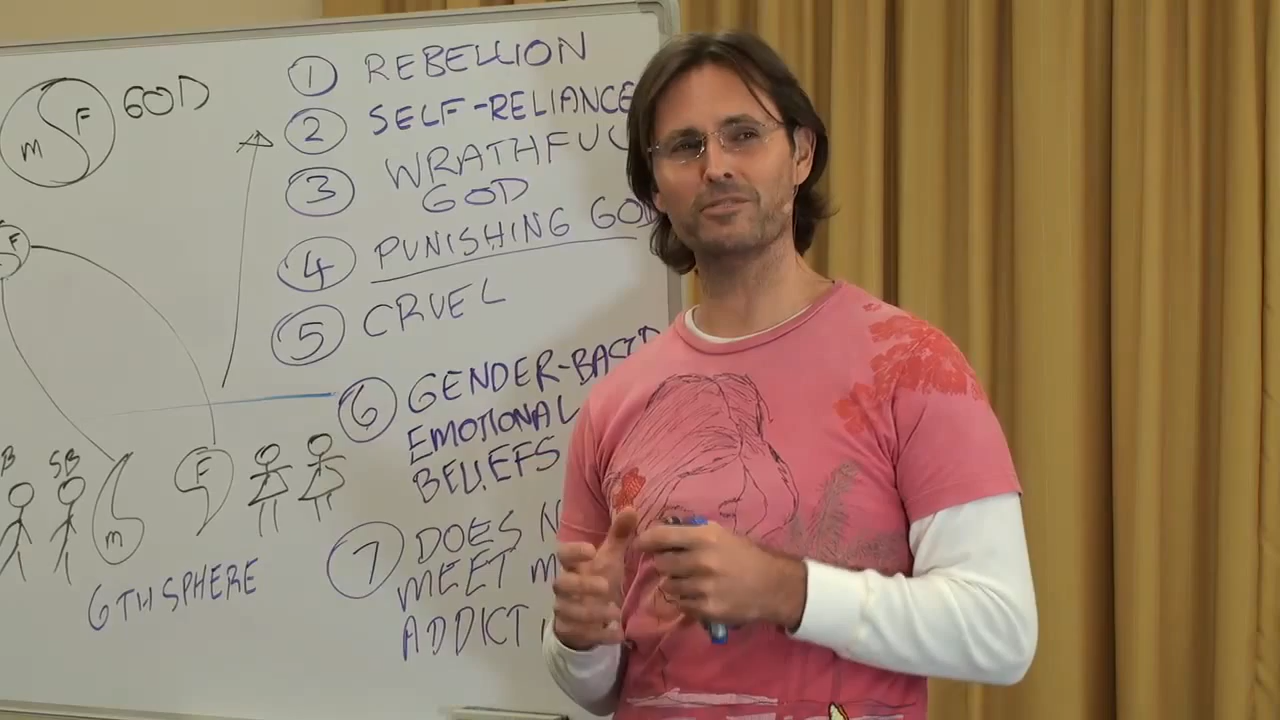 M F GOD
F
B SB M F
6TH SPHERE
1 REBELLION
2 SELF-RELIANCE
3 WRATHFUL
GOD
4 PUNISHING GOD
5 CRUEL
6 GENDER-BASED
EMOTIONAL
BELIEFS
7 DOES N
MEET M
ADDICT